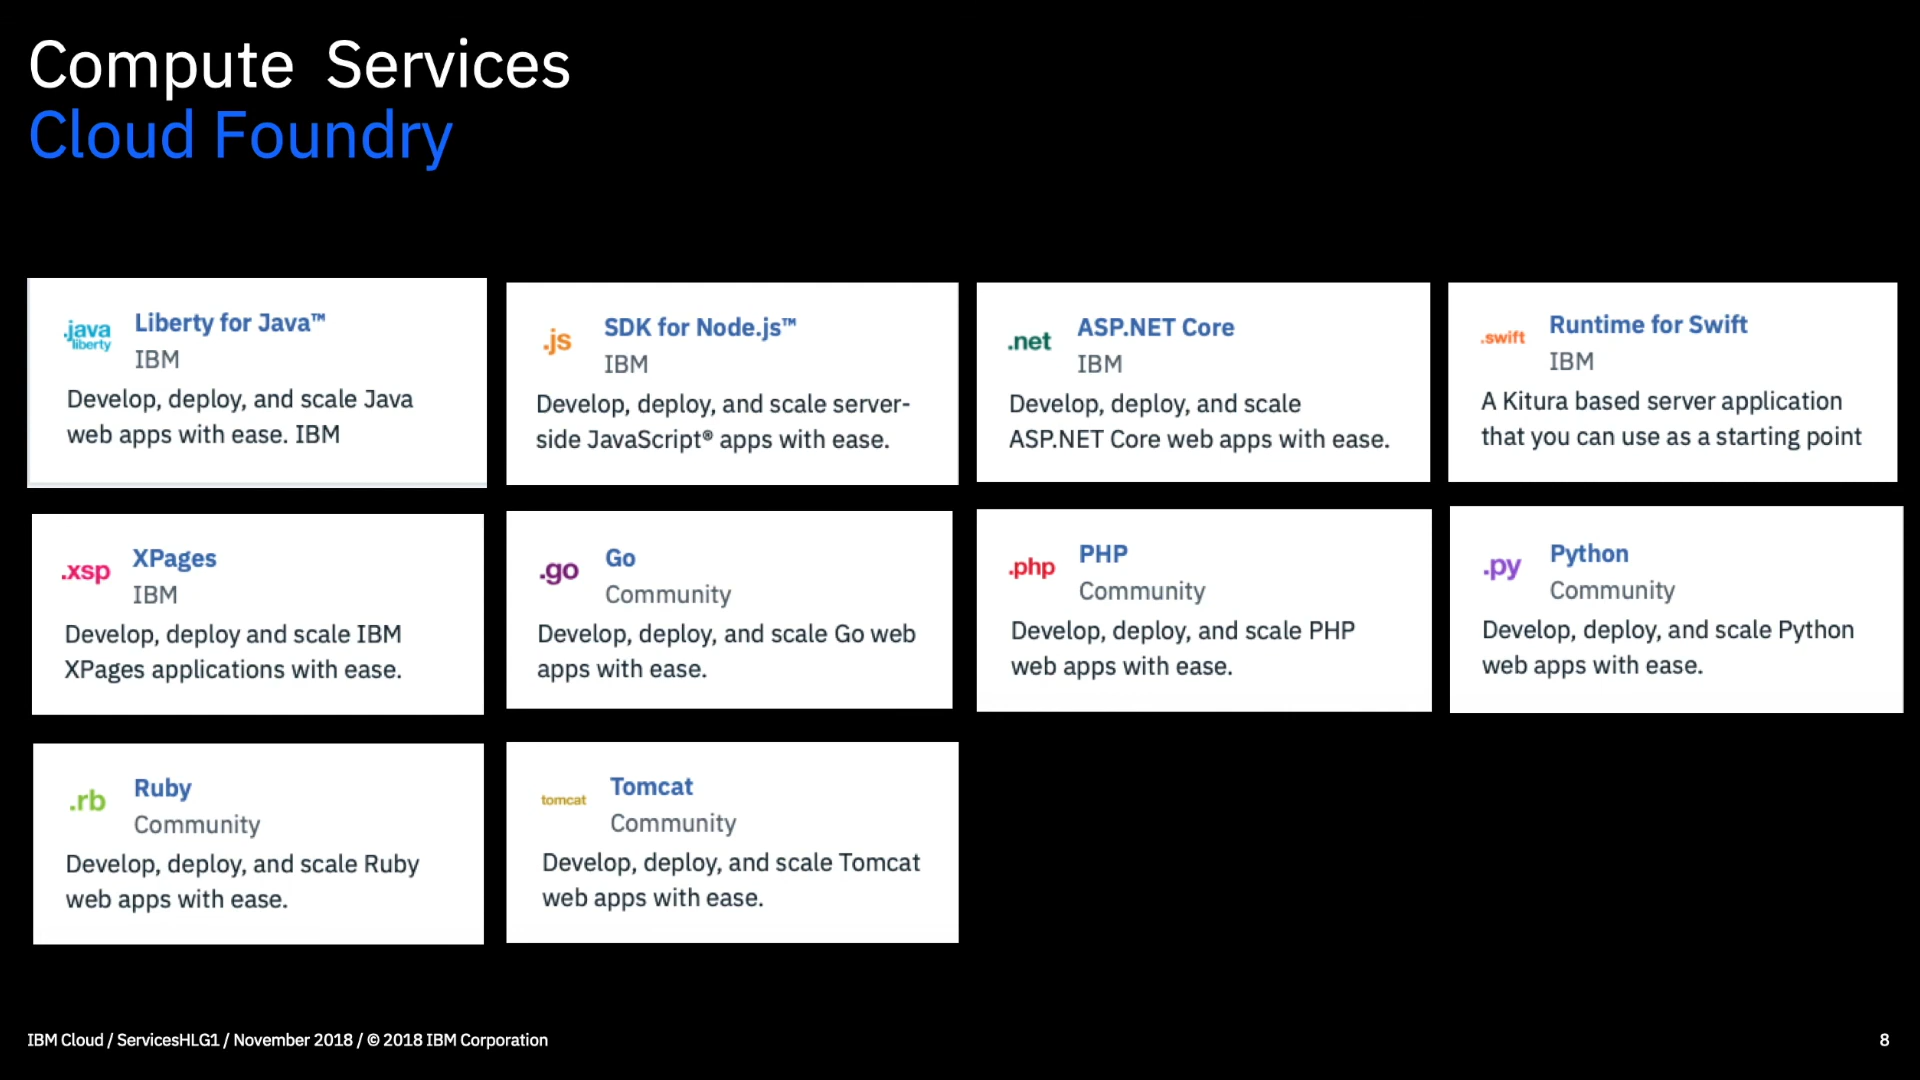 Compute Services
Cloud Foundry
.java
liberty
Liberty for Java™
IBM
Develop, deploy, and scale Java
web apps with ease. IBM
.js
SDK for Node.js™
IBM
Develop, deploy, and scale server-
side JavaScript® apps with ease.
.net
ASP.NET Core
IBM
Develop, deploy, and scale
ASP.NET Core web apps with ease.
.swift
Runtime for Swift
IBM
A Kitura based server application
that you can use as a starting point
.xsp
XPages
IBM
Develop, deploy and scale IBM
XPages applications with ease.
.go
Go
Community
Develop, deploy, and scale Go web
apps with ease.
.php
PHP
Community
Develop, deploy, and scale PHP
web apps with ease.
.py
Python
Community
Develop, deploy, and scale Python
web apps with ease.
.rb
Ruby
Community
Develop, deploy, and scale Ruby
web apps with ease.
tomcat
Tomcat
Community
Develop, deploy, and scale Tomcat
web apps with ease.
IBM Cloud / ServicesHLG1 / November 2018 / © 2018 IBM Corporation
8